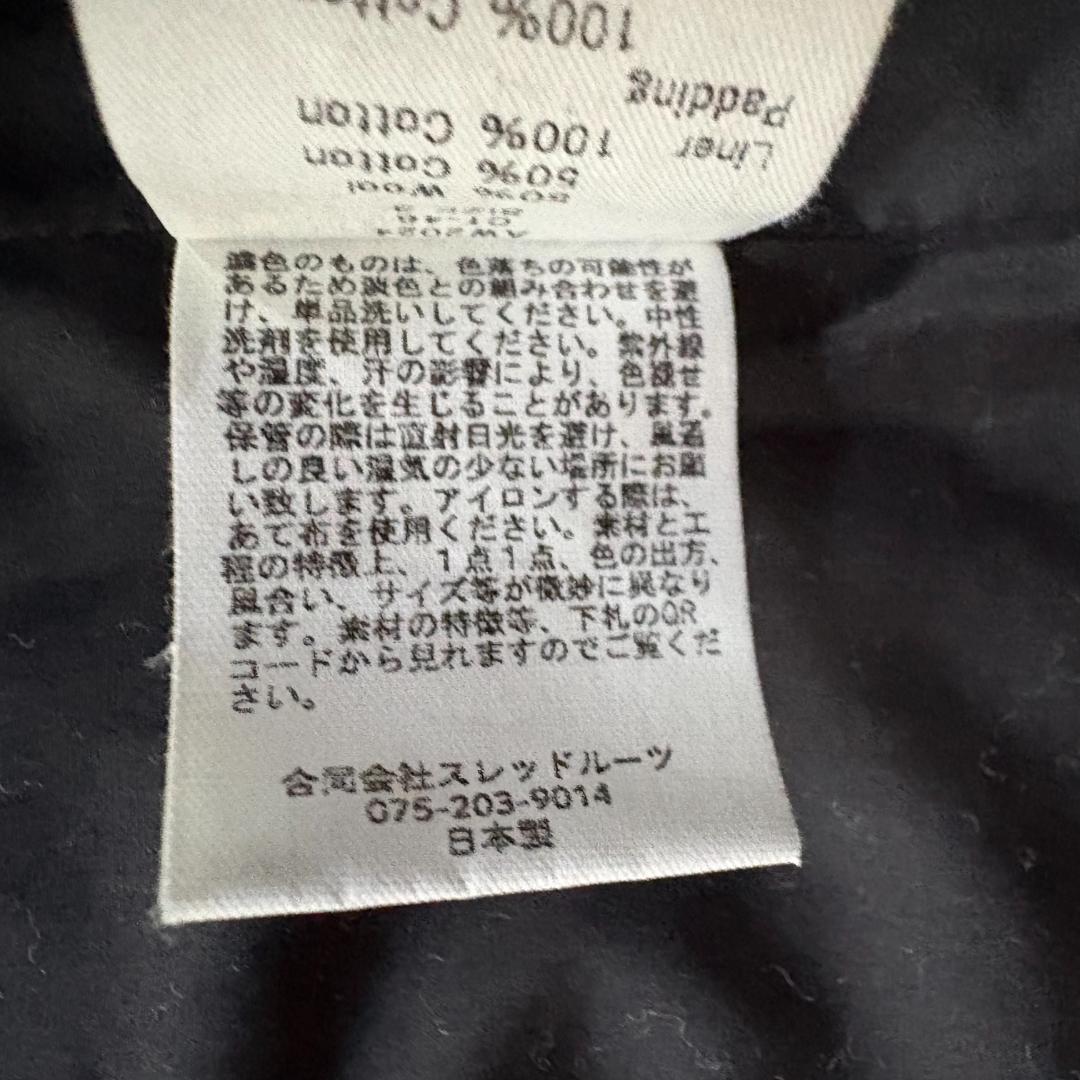 AW2024
01-48
SIZE 2
50% Wool
50% Cotton
Liner 100% Cotton
Padding
100% Cotton
濃色のものは、色落ちの可能性が
あるため淡色との組み合わせを避
け、単品洗いしてください。中性
洗剤を使用してください。紫外線
や湿度、汗の影響により、色褪せ
等の変化を生じることがあります。
保管の際は直射日光を避け、風通
しの良い湿気の少ない場所にお願
い致します。アイロンする際は、
あて布を使用ください。素材と工
程の特徴上、1点1点、色の出方、
風合い、サイズ等が微妙に異なり
ます。素材の特徴等、下札のQR
コードから見れますのでご覧くだ
さい。
合同会社スレッドルーツ
075-203-9014
日本製